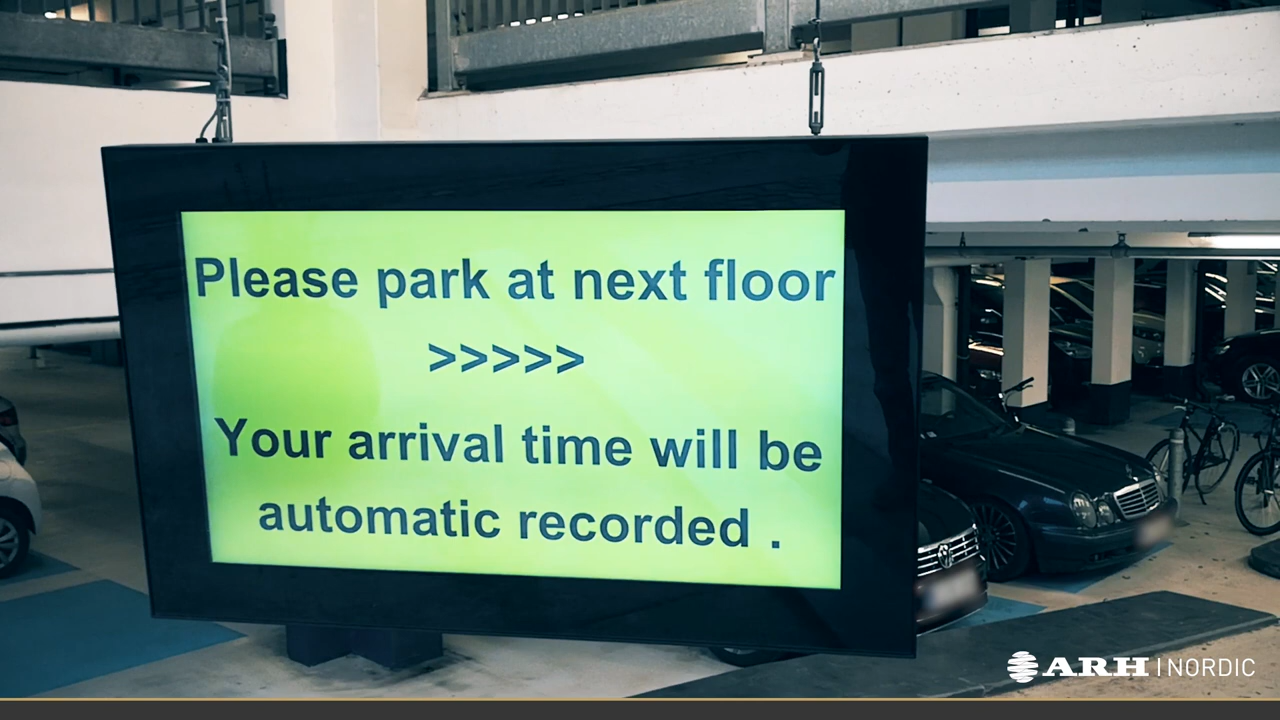 Please park at next floor
>>>>>
Your arrival time will be
automatic recorded .
ARH | NORDIC